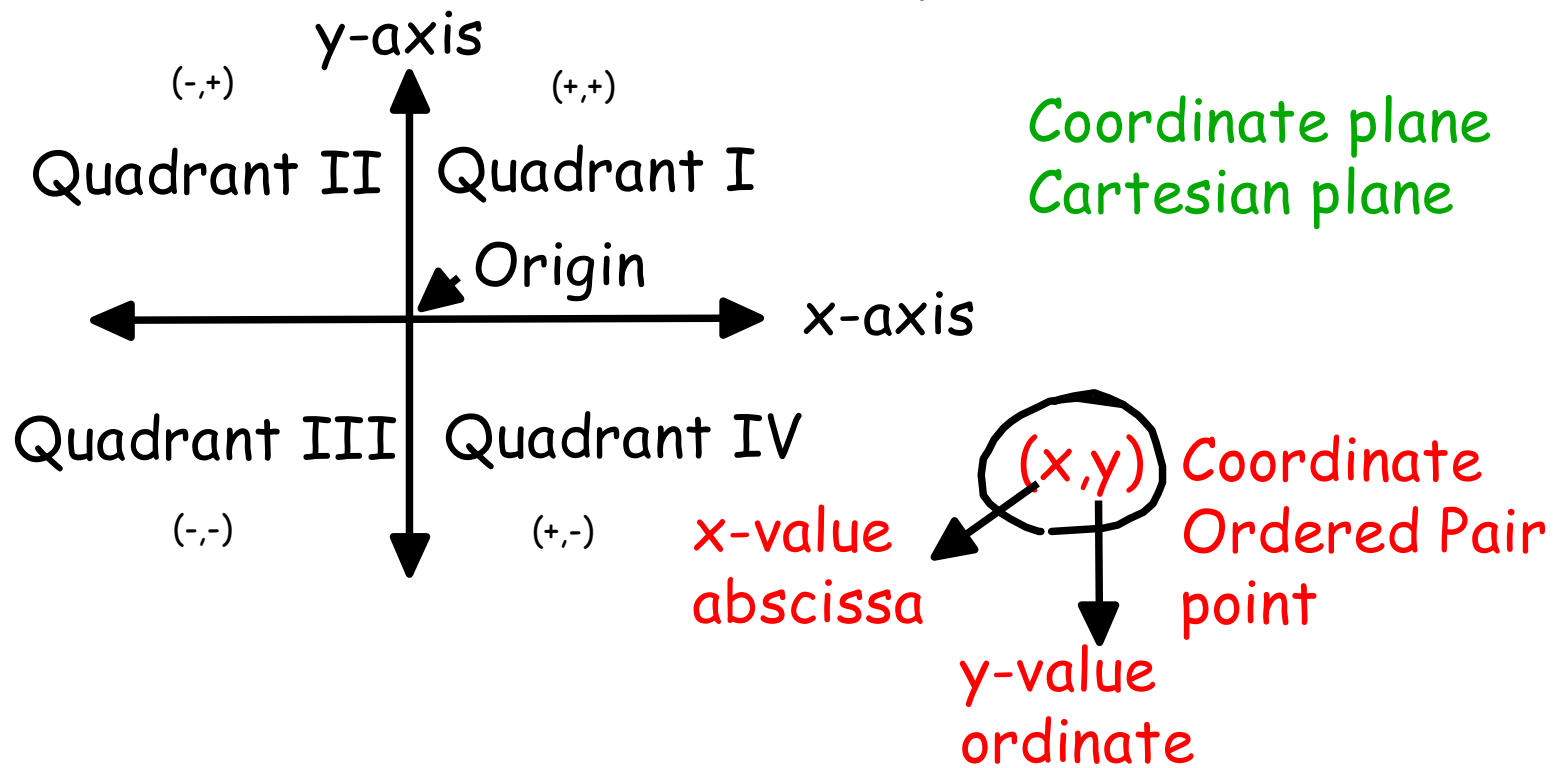 y-axis
(-,+)
(+,+)
Quadrant II
Quadrant I
Origin
x-axis
Quadrant III
Quadrant IV
(-,-)
(+,-)
Coordinate plane
Cartesian plane
(x,y)
Coordinate
Ordered Pair
point
x-value
abscissa
y-value
ordinate